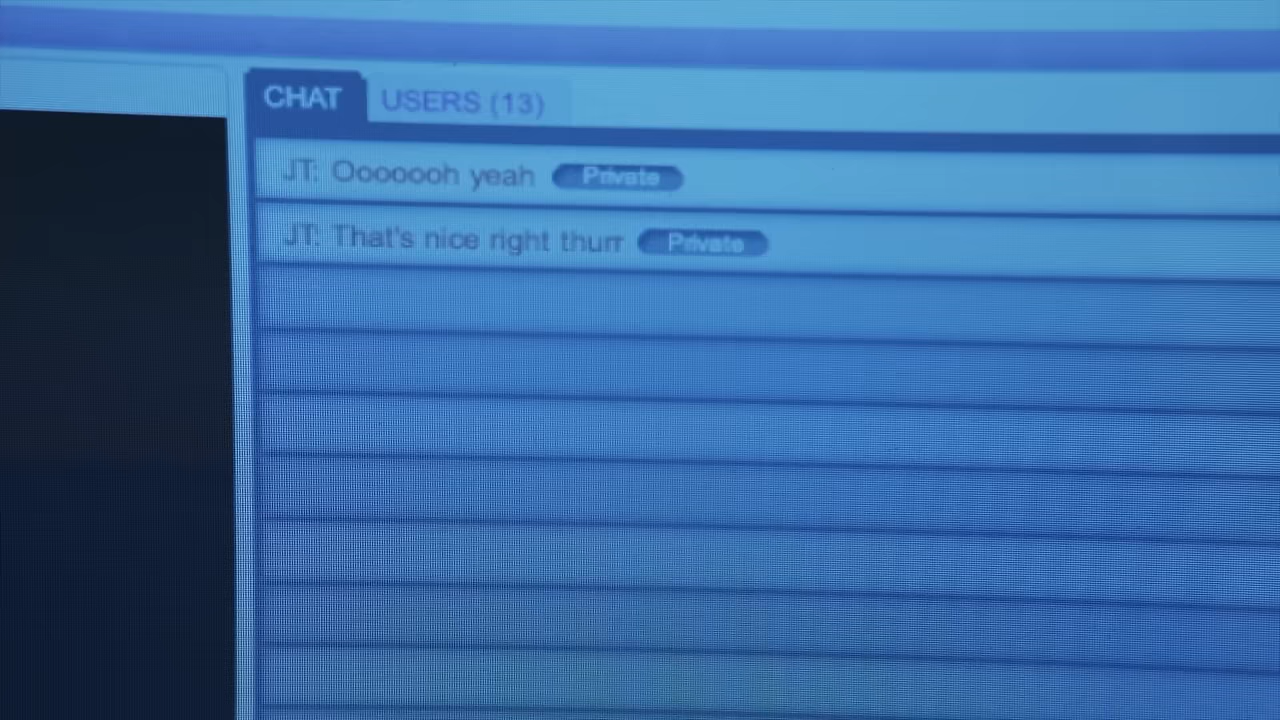 CHAT USERS (13)
JT: Ooooooh yeah Private
JT: That's nice right thurr Private